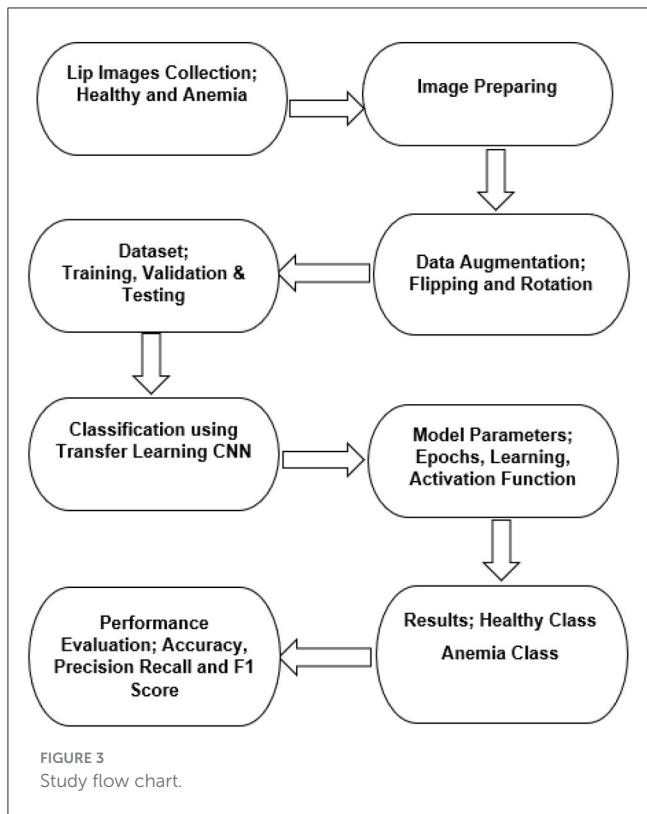 Lip Images Collection;
Healthy and Anemia
Image Preparing
Data Augmentation;
Flipping and Rotation
Dataset;
Training, Validation &
Testing
Classification using
Transfer Learning CNN
Model Parameters;
Epochs, Learning,
Activation Function
Results; Healthy Class
Anemia Class
Performance
Evaluation; Accuracy,
Precision Recall and F1
Score
FIGURE 3
Study flow chart.